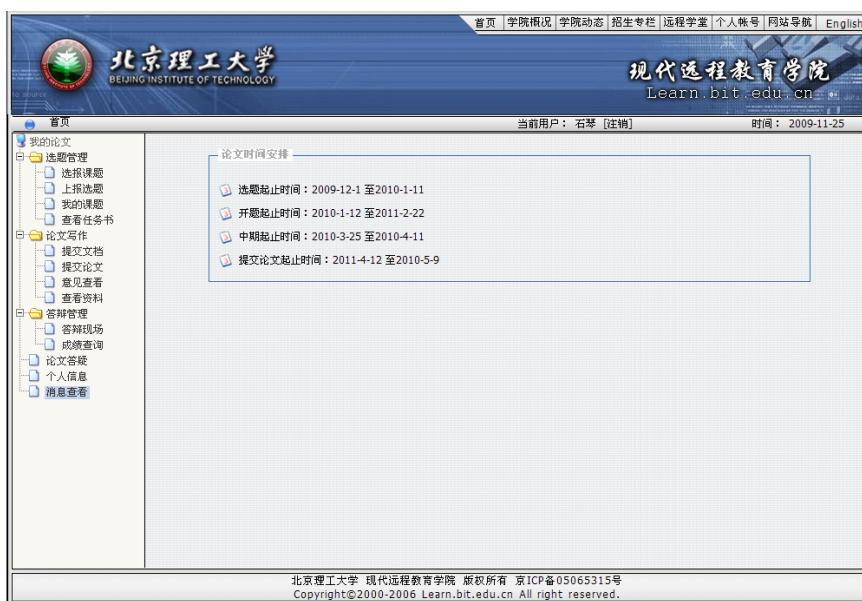 首页 | 学院概况 | 学院动态 | 招生专栏 | 远程学堂 | 个人帐号 | 网站导航 | English
北京理工大学
BEIJING INSTITUTE OF TECHNOLOGY
现代远程教育学院
Learn.bit.edu.cn
首页 当前用户： 石琴 [注销] 时间： 2009-11-25
我的论文
选题管理
选报课题
上报选题
我的课题
查看任务书
论文写作
提交文档
提交论文
意见查看
查看资料
答辩管理
答辩现场
成绩查询
论文答疑
个人信息
消息查看
论文时间安排
选题起止时间：2009-12-1 至2010-1-11
开题起止时间：2010-1-12 至2011-2-22
中期起止时间：2010-3-25 至2010-4-11
提交论文起止时间：2011-4-12 至2010-5-9
北京理工大学 现代远程教育学院 版权所有 京ICP备05065315号
Copyright©2000-2006 Learn.bit.edu.cn All right reserved.